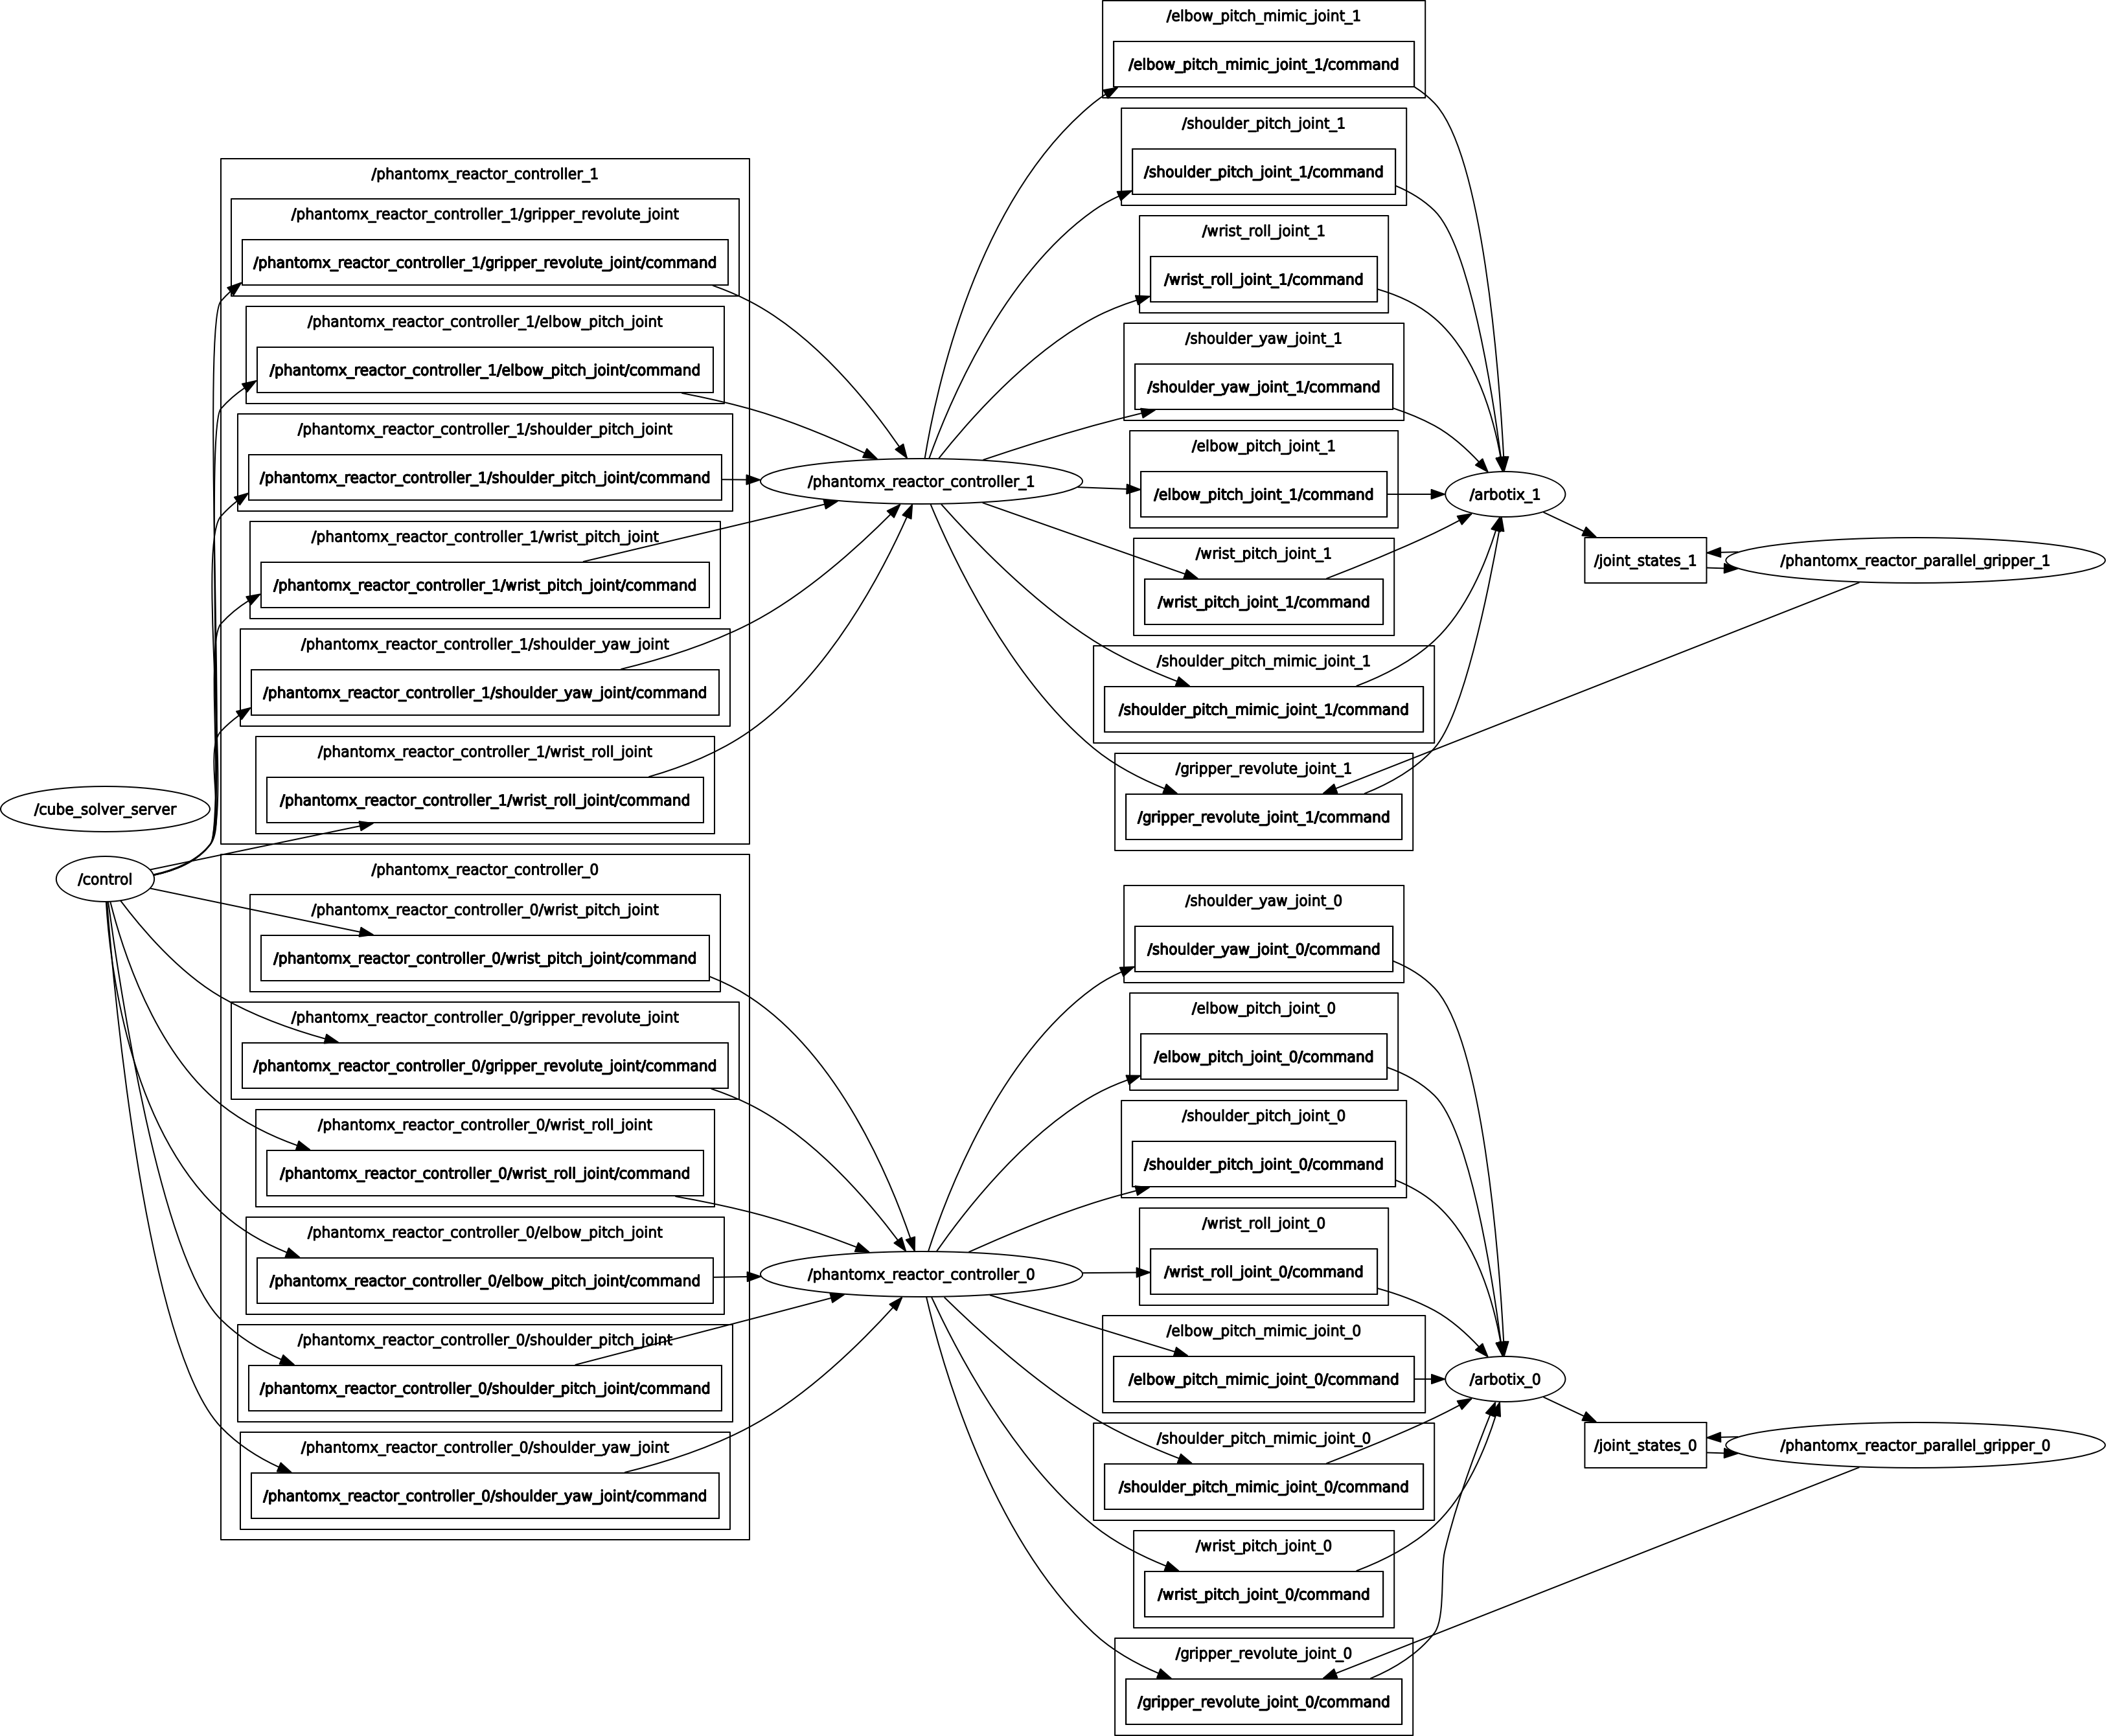 /cube_solver_server
/control
/phantomx_reactor_controller_1
/phantomx_reactor_controller_1/gripper_revolute_joint
/phantomx_reactor_controller_1/gripper_revolute_joint/command
/phantomx_reactor_controller_1/elbow_pitch_joint
/phantomx_reactor_controller_1/elbow_pitch_joint/command
/phantomx_reactor_controller_1/shoulder_pitch_joint
/phantomx_reactor_controller_1/shoulder_pitch_joint/command
/phantomx_reactor_controller_1/wrist_pitch_joint
/phantomx_reactor_controller_1/wrist_pitch_joint/command
/phantomx_reactor_controller_1/shoulder_yaw_joint
/phantomx_reactor_controller_1/shoulder_yaw_joint/command
/phantomx_reactor_controller_1/wrist_roll_joint
/phantomx_reactor_controller_1/wrist_roll_joint/command
/phantomx_reactor_controller_0
/phantomx_reactor_controller_0/wrist_pitch_joint
/phantomx_reactor_controller_0/wrist_pitch_joint/command
/phantomx_reactor_controller_0/gripper_revolute_joint
/phantomx_reactor_controller_0/gripper_revolute_joint/command
/phantomx_reactor_controller_0/wrist_roll_joint
/phantomx_reactor_controller_0/wrist_roll_joint/command
/phantomx_reactor_controller_0/elbow_pitch_joint
/phantomx_reactor_controller_0/elbow_pitch_joint/command
/phantomx_reactor_controller_0/shoulder_pitch_joint
/phantomx_reactor_controller_0/shoulder_pitch_joint/command
/phantomx_reactor_controller_0/shoulder_yaw_joint
/phantomx_reactor_controller_0/shoulder_yaw_joint/command
/phantomx_reactor_controller_1
/phantomx_reactor_controller_0
/elbow_pitch_mimic_joint_1
/elbow_pitch_mimic_joint_1/command
/shoulder_pitch_joint_1
/shoulder_pitch_joint_1/command
/wrist_roll_joint_1
/wrist_roll_joint_1/command
/shoulder_yaw_joint_1
/shoulder_yaw_joint_1/command
/elbow_pitch_joint_1
/elbow_pitch_joint_1/command
/wrist_pitch_joint_1
/wrist_pitch_joint_1/command
/shoulder_pitch_mimic_joint_1
/shoulder_pitch_mimic_joint_1/command
/gripper_revolute_joint_1
/gripper_revolute_joint_1/command
/shoulder_yaw_joint_0
/shoulder_yaw_joint_0/command
/elbow_pitch_joint_0
/elbow_pitch_joint_0/command
/shoulder_pitch_joint_0
/shoulder_pitch_joint_0/command
/wrist_roll_joint_0
/wrist_roll_joint_0/command
/elbow_pitch_mimic_joint_0
/elbow_pitch_mimic_joint_0/command
/shoulder_pitch_mimic_joint_0
/shoulder_pitch_mimic_joint_0/command
/wrist_pitch_joint_0
/wrist_pitch_joint_0/command
/gripper_revolute_joint_0
/gripper_revolute_joint_0/command
/arbotix_1
/joint_states_1
/phantomx_reactor_parallel_gripper_1
/arbotix_0
/joint_states_0
/phantomx_reactor_parallel_gripper_0